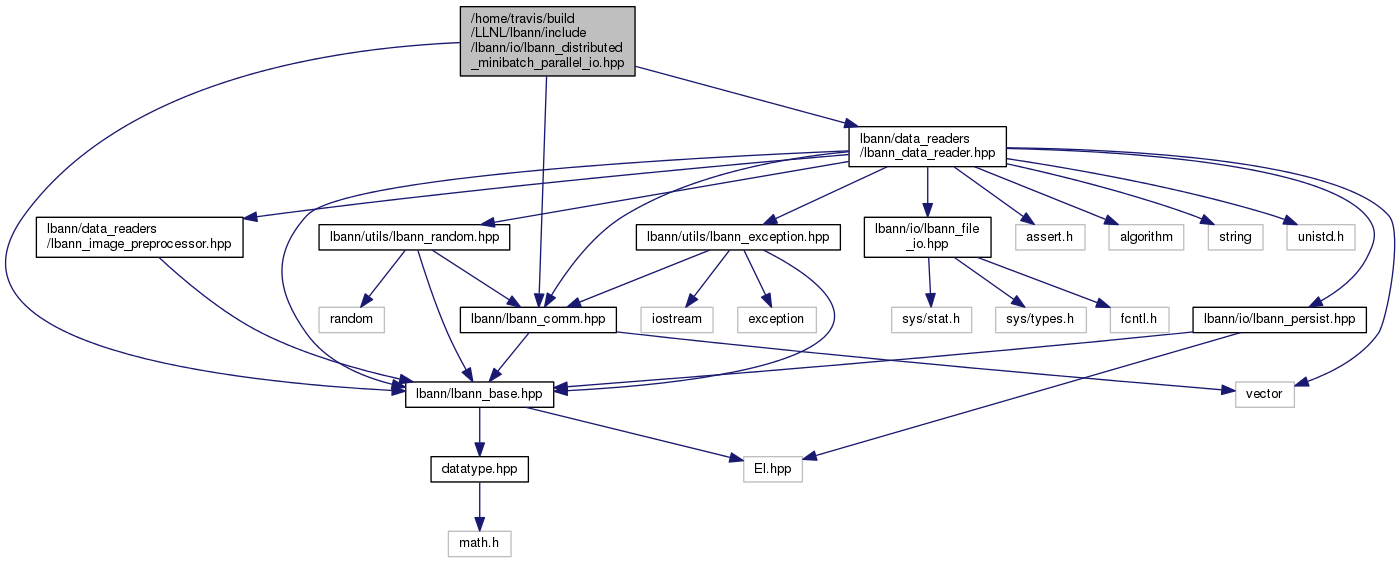 /home/travis/build
/LLNL/lbann/include
/lbann/io/lbann_distributed
_minibatch_parallel_io.hpp
lbann/data_readers
/lbann_data_reader.hpp
lbann/data_readers
/lbann_image_preprocessor.hpp
lbann/utils/lbann_random.hpp
lbann/utils/lbann_exception.hpp
lbann/io/lbann_file
_io.hpp
assert.h
algorithm
string
unistd.h
random
lbann/lbann_comm.hpp
iostream
exception
sys/stat.h
sys/types.h
fcntl.h
lbann/io/lbann_persist.hpp
lbann/lbann_base.hpp
vector
datatype.hpp
El.hpp
math.h